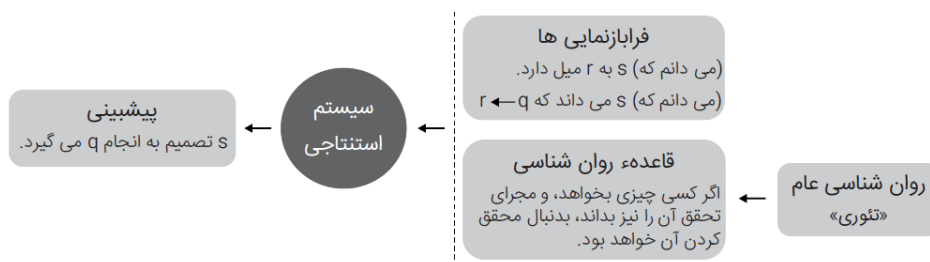 فرابازنمایی ها
(می دانم که) s به r میل دارد.
(می دانم که) s می داند که r ← q
روان شناسی عام
«تئوری»
قاعدهء روان شناسی
اگر کسی چیزی بخواهد، و مجرای
تحقق آن را نیز بداند، بدنبال محقق
کردن آن خواهد بود.
سیستم
استنتاجی
پیشبینی
s تصمیم به انجام q می گیرد.